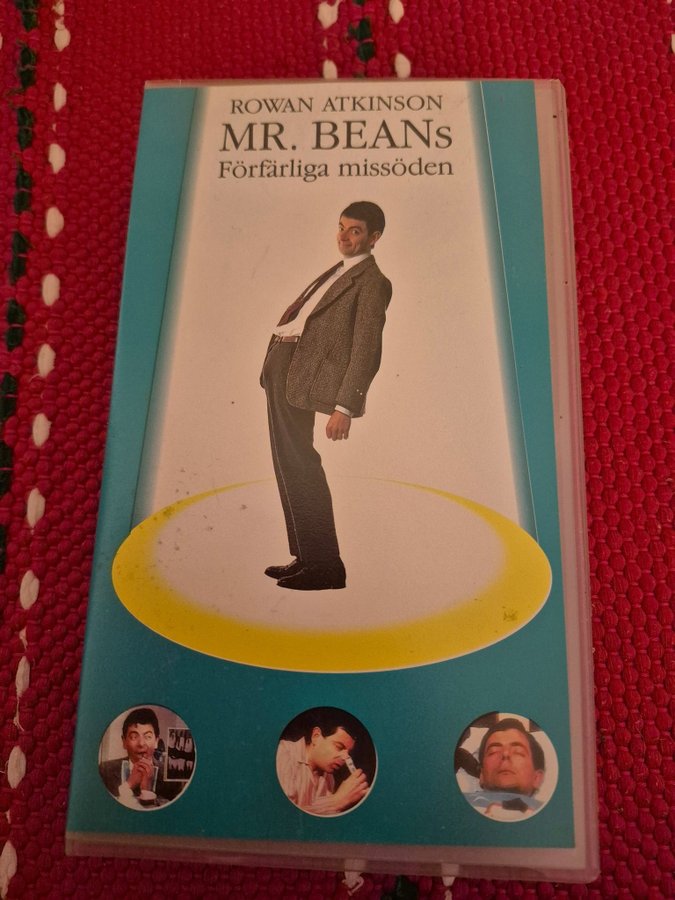 ROWAN ATKINSON
MR. BEANs
Förfärliga missöden